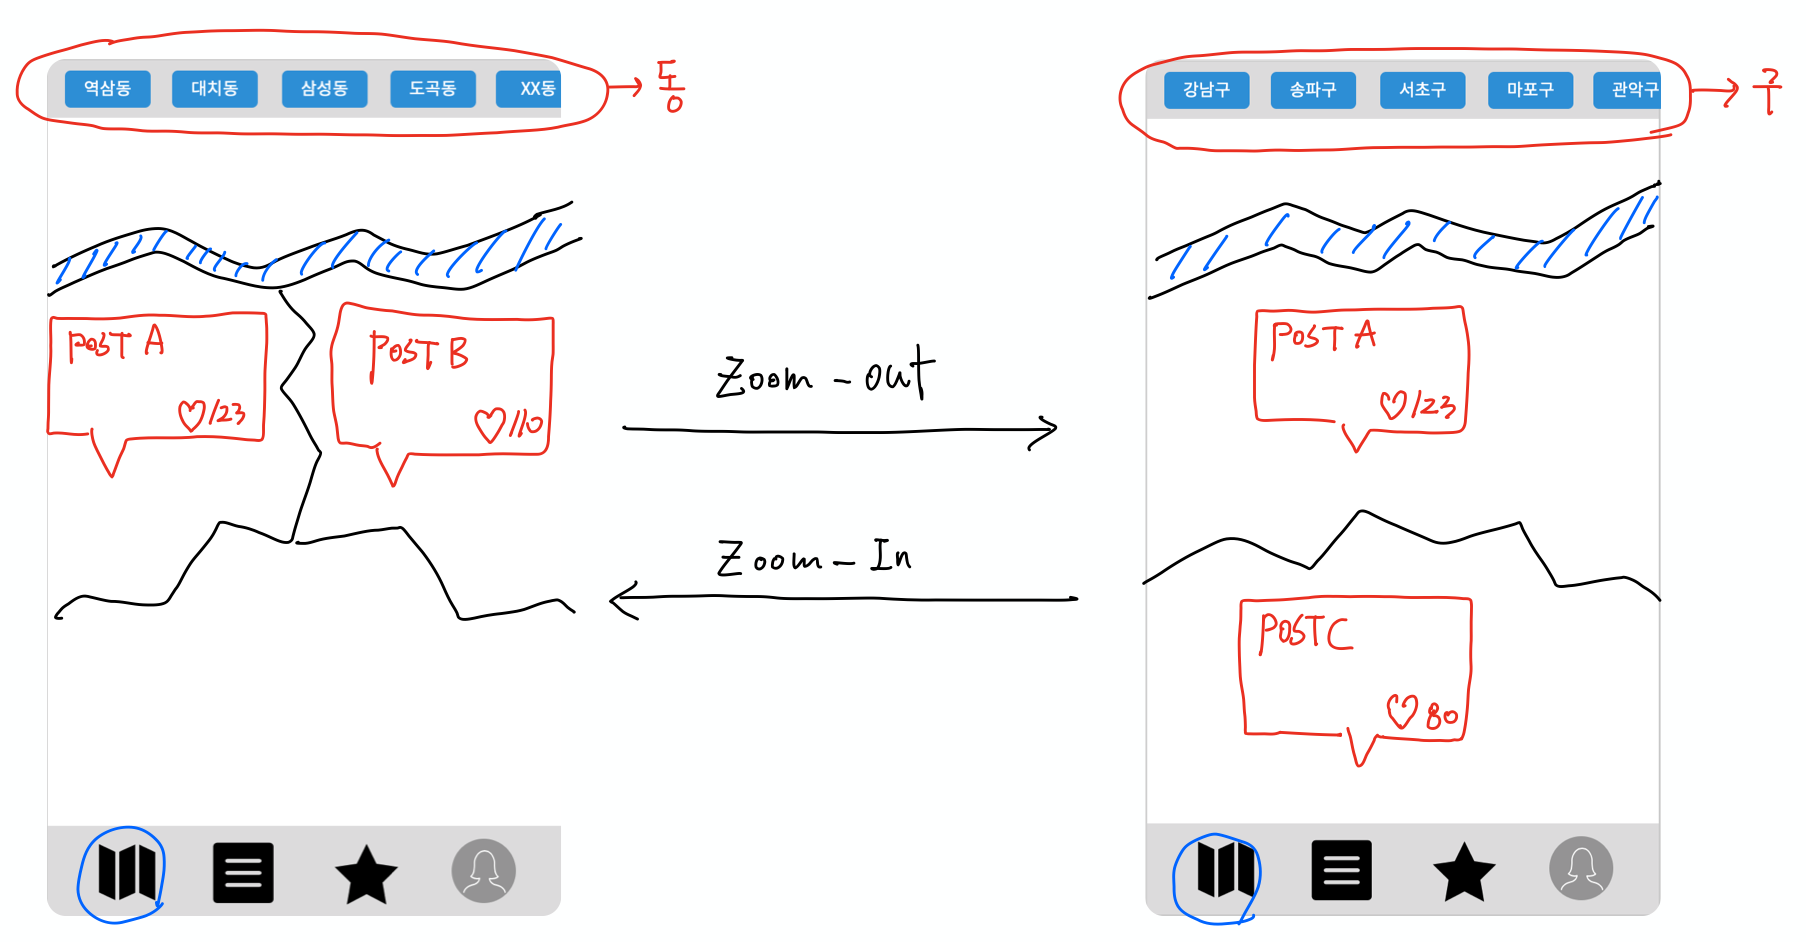 역삼동 대치동 삼성동 도곡동 XX동
동
강남구 송파구 서초구 마포구 관악구
구
POST A
♡123
POST B
♡110
Zoom-out
Zoom-In
POST A
♡123
POST C
♡80